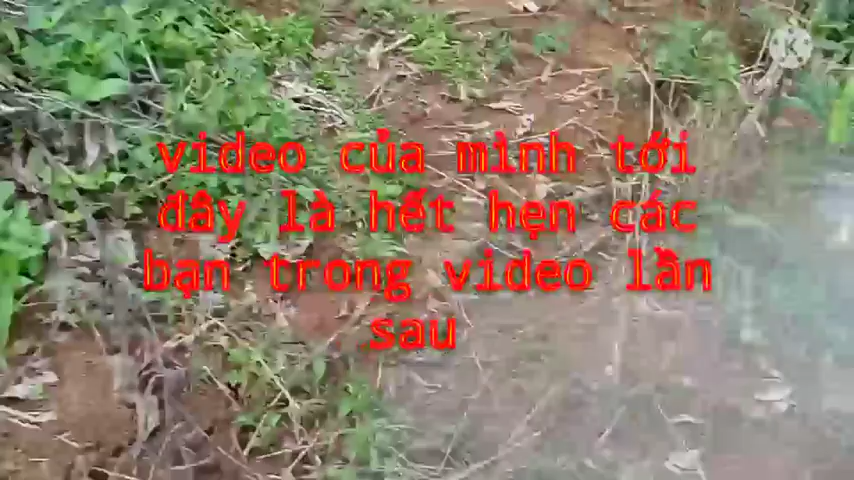 video của mình tới
đây là hết hẹn các
bạn trong video lần
sau
K